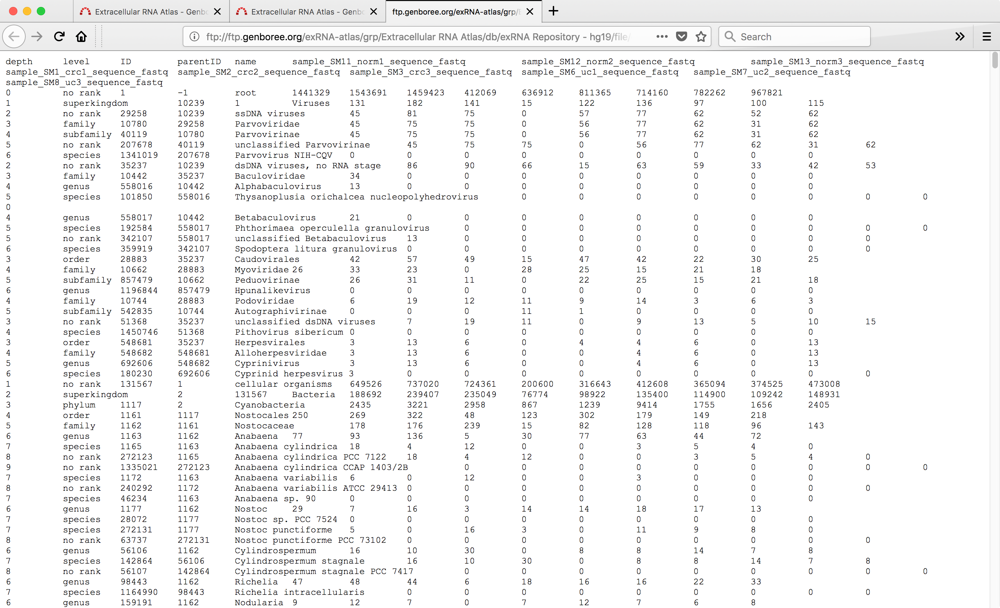 Extracellular RNA Atlas - Genbo
Extracellular RNA Atlas - Genbo
ftp.genboree.org/exRNA-atlas/grp/E
ftp://ftp.genboree.org/exRNA-atlas/grp/Extracellular RNA Atlas/db/exRNA Repository - hg19/file/
Search
depth level ID parentID name sample_SM11_norm1_sequence_fastq sample_SM12_norm2_sequence_fastq sample_SM13_norm3_sequence_fastq
sample_SM1_crc1_sequence_fastq sample_SM2_crc2_sequence_fastq sample_SM3_crc3_sequence_fastq sample_SM6_uc1_sequence_fastq sample_SM7_uc2_sequence_fastq
sample_SM8_uc3_sequence_fastq
0 no rank 1 -1 root 1441329 1543691 1459423 412069 636912 811365 714160 782262 967821
1 superkingdom 10239 1 Viruses 131 182 141 15 122 136 97 100 115
2 no rank 29258 10239 ssDNA viruses 45 81 75 0 57 77 62 52 62
3 family 10780 29258 Parvoviridae 45 75 75 0 56 77 62 31 62
4 subfamily 40119 10780 Parvovirinae 45 75 75 0 56 77 62 31 62
5 no rank 207678 40119 unclassified Parvovirinae 45 75 75 0 56 77 62 31 62
6 species 1341019 207678 Parvovirus NIH-CQV 0 0 0 0 0 0 0 0 0
2 no rank 35237 10239 dsDNA viruses, no RNA stage 86 90 66 15 63 59 33 42 53
3 family 10442 35237 Baculoviridae 34 0 0 0 0 0 0 0 0
4 genus 558016 10442 Alphabaculovirus 13 0 0 0 0 0 0 0 0
5 species 101850 558016 Thysanoplusia orichalcea nucleopolyhedrovirus 0 0 0 0 0 0 0 0
0
4 genus 558017 10442 Betabaculovirus 21 0 0 0 0 0 0 0 0
5 species 192584 558017 Phthorimaea operculella granulovirus 0 0 0 0 0 0 0 0 0
5 no rank 342107 558017 unclassified Betabaculovirus 13 0 0 0 0 0 0 0 0
6 species 359919 342107 Spodoptera litura granulovirus 0 0 0 0 0 0 0 0 0
3 order 28883 35237 Caudovirales 42 57 49 15 47 42 22 30 25
4 family 10662 28883 Myoviridae 26 33 23 0 28 25 15 21 18
5 subfamily 857479 10662 Peduovirinae 26 31 11 0 22 25 15 21 18
6 genus 1196844 857479 Hpunalikevirus 0 0 0 0 0 0 0 0 0
4 family 10744 28883 Podoviridae 6 19 12 11 9 14 3 6 3
5 subfamily 542835 10744 Autographivirinae 0 0 0 11 1 0 0 0 0
3 no rank 51368 35237 unclassified dsDNA viruses 7 19 11 0 9 13 5 10 15
4 species 1450746 51368 Pithovirus sibericum 0 0 0 0 0 0 0 0 0
3 order 548681 35237 Herpesvirales 3 13 6 0 4 4 6 0 13
4 family 548682 548681 Alloherpesviridae 3 13 6 0 0 4 6 0 13
5 genus 692606 548682 Cyprinivirus 3 13 6 0 0 4 6 0 13
6 species 180230 692606 Cyprinid herpesvirus 3 0 0 0 0 0 0 0 0 0
1 no rank 131567 1 cellular organisms 649526 737020 724361 200600 316643 412608 365094 374525 473008
2 superkingdom 2 131567 Bacteria 188692 239407 235049 76774 98922 135400 114900 109242 148931
3 phylum 1117 2 Cyanobacteria 2435 3221 2958 867 1239 9414 1755 1656 2405
4 order 1161 1117 Nostocales 250 269 322 48 123 302 179 149 218
5 family 1162 1161 Nostocaceae 178 176 239 15 82 128 118 96 143
6 genus 1163 1162 Anabaena 77 93 136 5 30 77 63 44 72
7 species 1165 1163 Anabaena cylindrica 18 4 12 0 0 3 5 4 0
8 no rank 272123 1165 Anabaena cylindrica PCC 7122 18 4 12 0 0 3 5 4 0
9 no rank 1335021 272123 Anabaena cylindrica CCAP 1403/2B 0 0 0 0 0 0 0 0 0
7 species 1172 1163 Anabaena variabilis 6 0 12 0 0 3 0 0 0
8 no rank 240292 1172 Anabaena variabilis ATCC 29413 0 0 0 0 0 0 0 0 0
7 species 46234 1163 Anabaena sp. 90 0 0 0 0 0 0 0 0 0
6 genus 1177 1162 Nostoc 29 7 16 3 14 14 18 17 13
7 species 28072 1177 Nostoc sp. PCC 7524 0 0 0 0 0 0 0 0 0
7 species 272131 1177 Nostoc punctiforme 5 0 16 3 0 11 9 8 0
8 no rank 63737 272131 Nostoc punctiforme PCC 73102 0 0 0 0 0 0 0 0 0
6 genus 56106 1162 Cylindrospermum 16 10 30 0 8 8 14 7 8
7 species 142864 56106 Cylindrospermum stagnale 16 10 30 0 8 8 14 7 8
8 no rank 56107 142864 Cylindrospermum stagnale PCC 7417 0 0 0 0 0 0 0 0 0
6 genus 98443 1162 Richelia 47 48 44 6 18 16 16 22 33
7 species 1164990 98443 Richelia intracellularis 0 0 0 0 0 0 0 0 0
6 genus 159191 1162 Nodularia 9 12 7 0 7 12 7 6 8